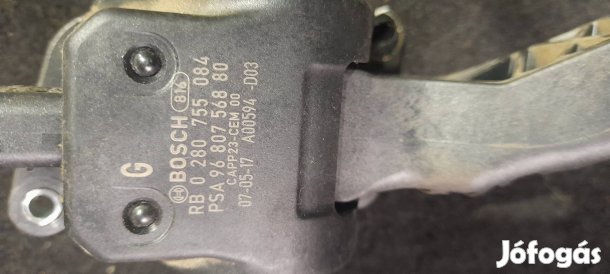 G
BOSCH 816
RB 0 280 755 084
PSA 96 807 568 80
CAPP23-CEM 00
07-05-17 A00594 -D03
Jófogás